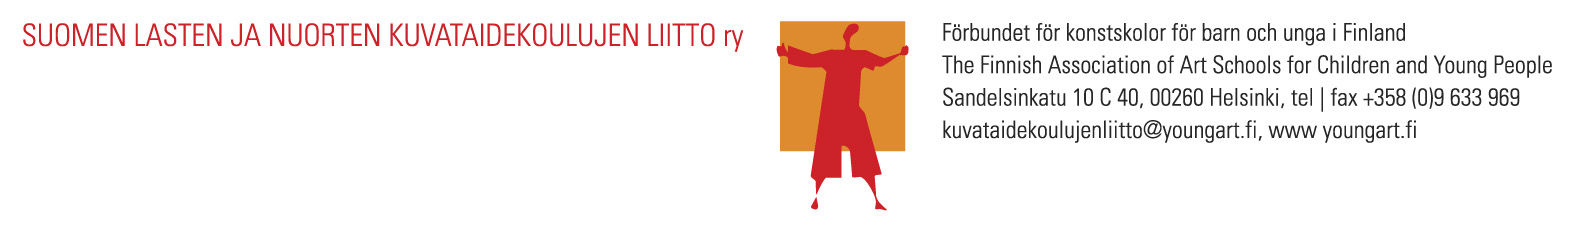 SUOMEN LASTEN JA NUORTEN KUVATAIDEKOULUJEN LIITTO ry
Förbundet för konstskolor för barn och unga i Finland
The Finnish Association of Art Schools for Children and Young People
Sandelsinkatu 10 C 40, 00260 Helsinki, tel | fax +358 (0)9 633 969
kuvataidekoulujenliitto@youngart.fi, www youngart.fi